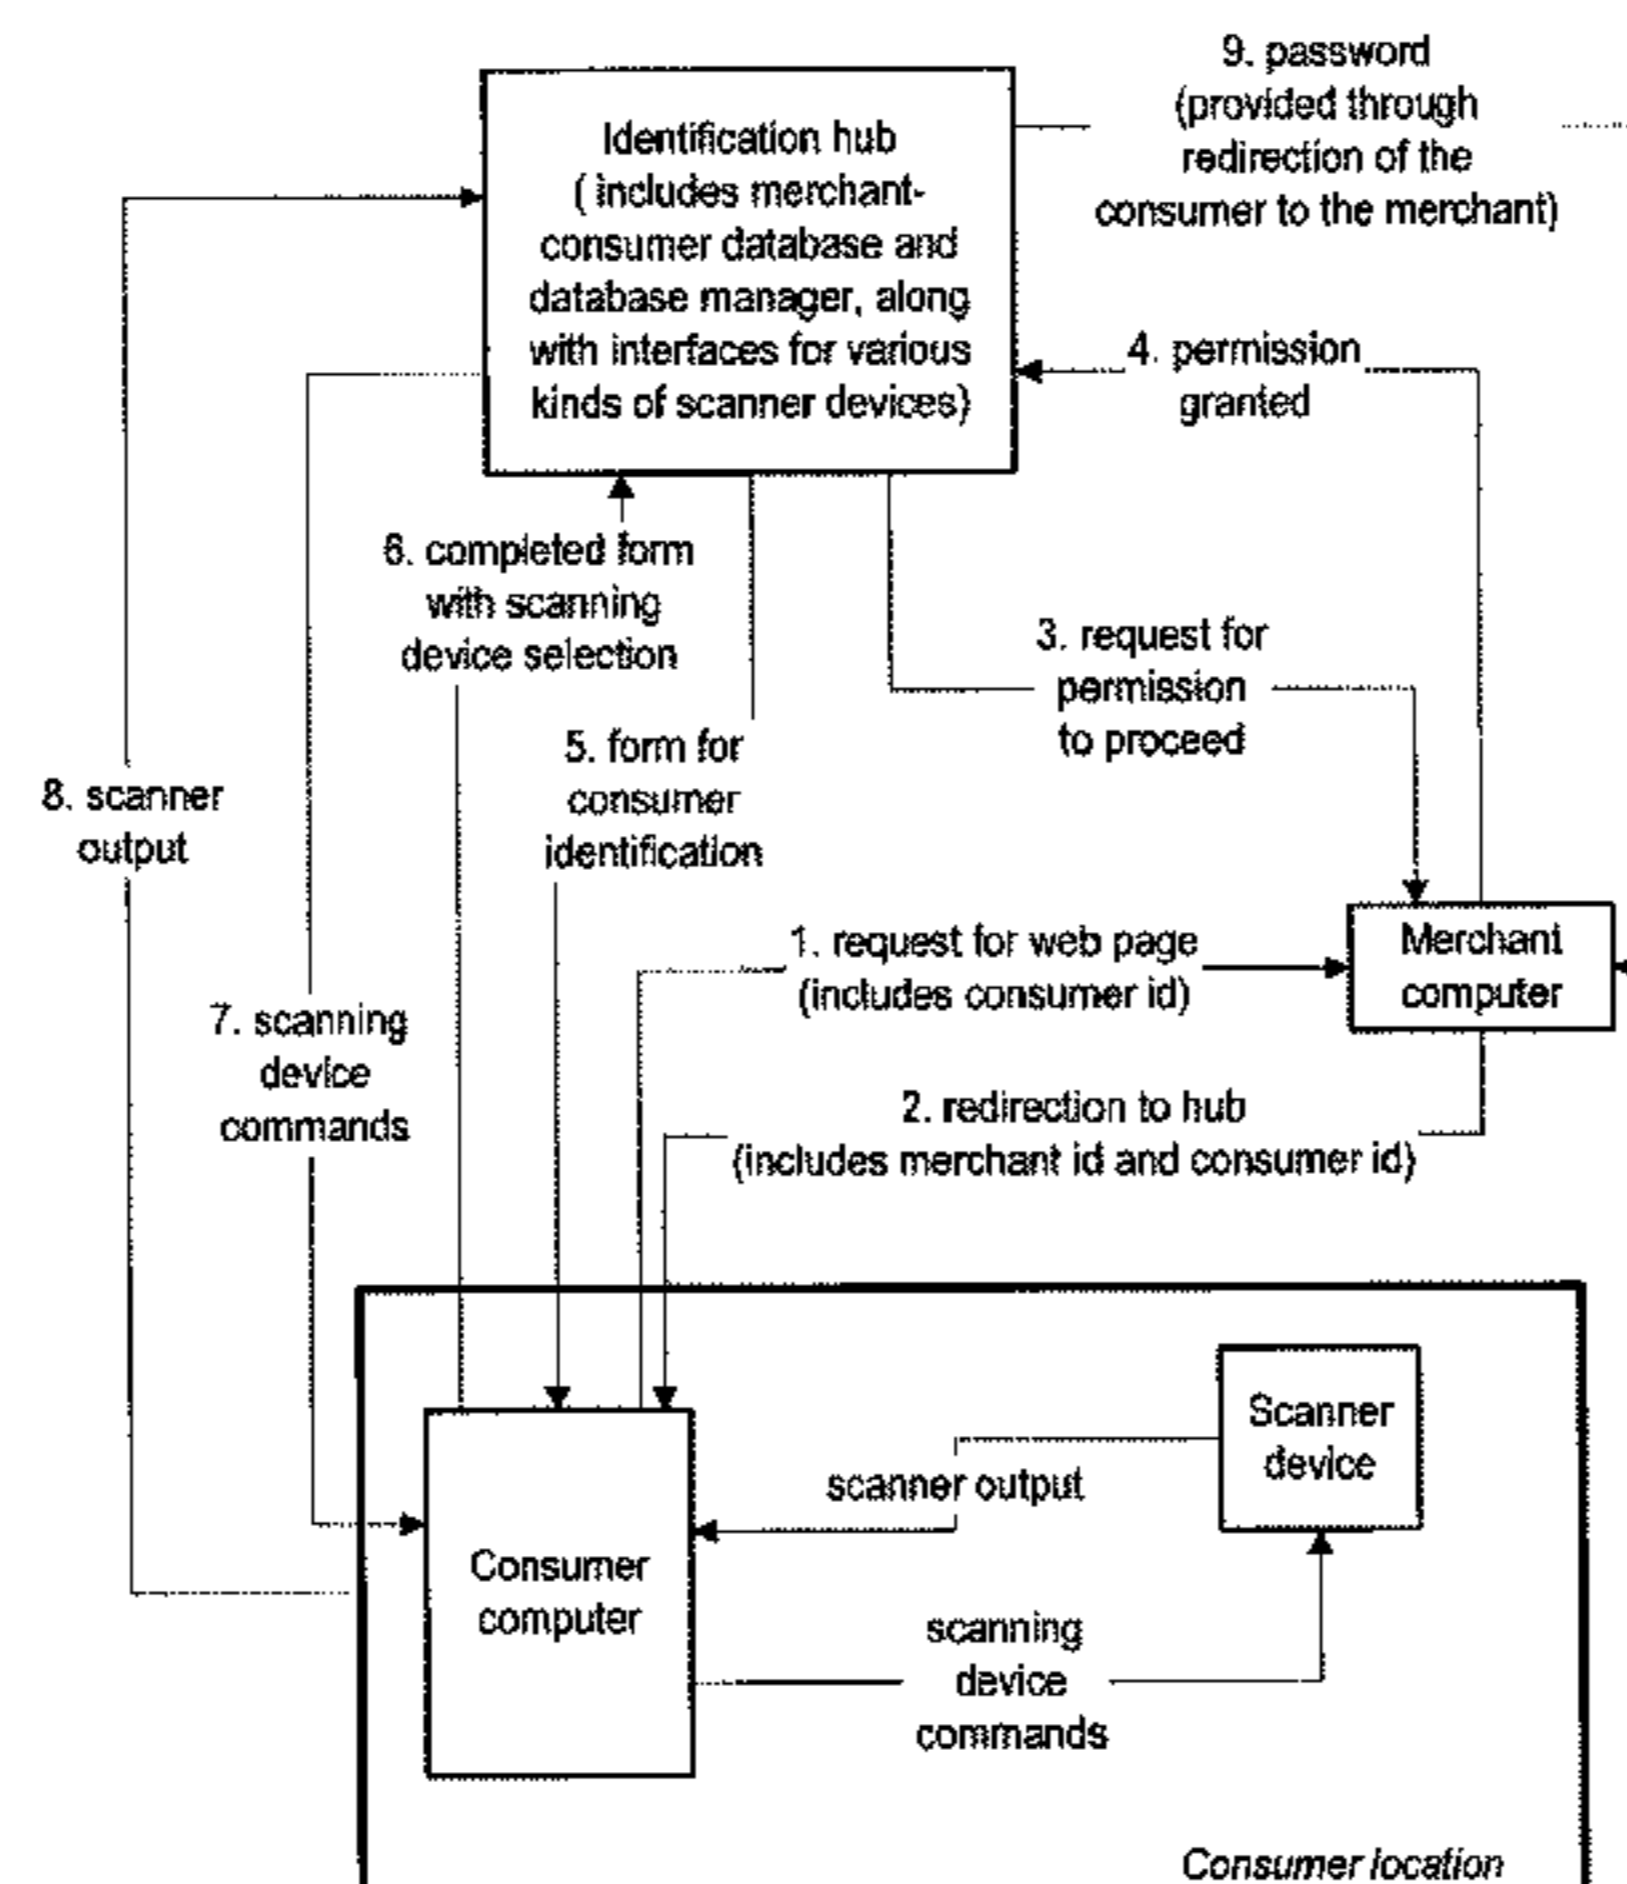 9. password
(provided through
redirection of the
consumer to the merchant)
Identification hub
( includes merchant-
consumer database and
database manager, along
with interfaces for various
kinds of scanner devices)
4. permission
granted
6. completed form
with scanning
device selection
3. request for
permission
to proceed
5. form for
consumer
identification
8. scanner
output
1. request for web page
(includes consumer id)
Merchant
computer
7. scanning
device
commands
2. redirection to hub
(includes merchant id and consumer id)
Scanner
device
scanner output
Consumer
computer
scanning
device
commands
Consumer location